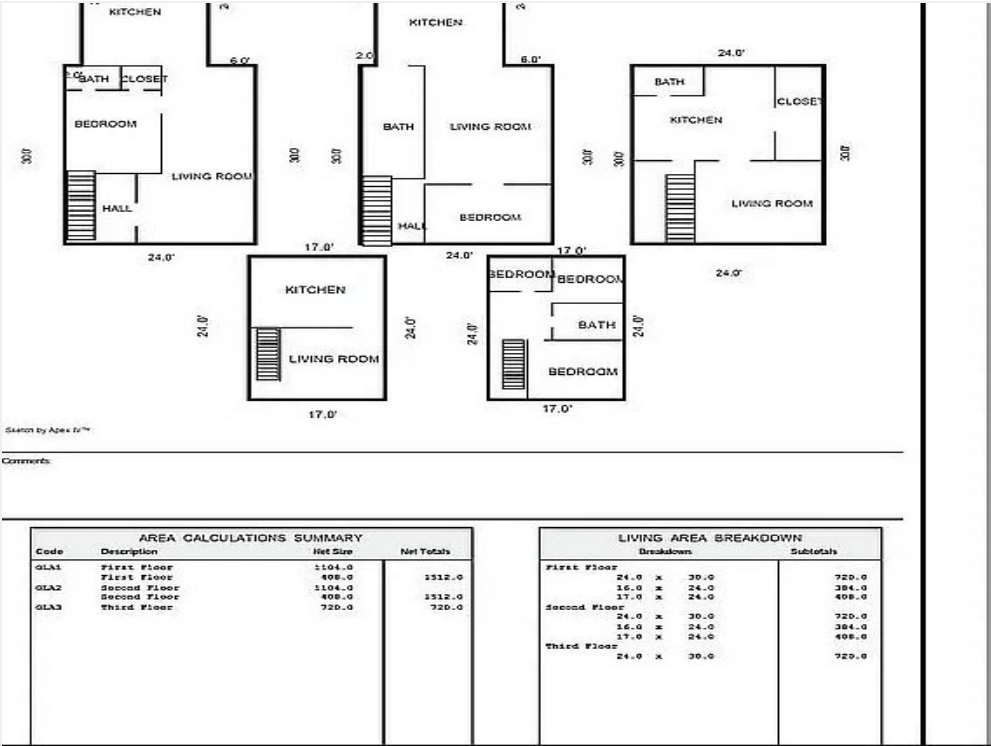 KITCHEN
KITCHEN
6.0'
2.0
6.0'
24.0'
BATH CLOSET
BATH
CLOSET
BEDROOM
BATH
LIVING ROOM
KITCHEN
30.0'
30.0'
30.0'
30.0'
30.0'
30.0'
LIVING ROOM
HALL
HALL
BEDROOM
LIVING ROOM
24.0'
17.0'
24.0'
17.0'
24.0'
KITCHEN
BEDROOM
BEDROOM
24.0'
24.0'
24.0'
BATH
24.0'
LIVING ROOM
BEDROOM
17.0'
17.0'
Sketch by Apex IV™
Comments:
AREA CALCULATIONS SUMMARY
Code Description Net Size Net Totals
GLA1 First Floor 1104.0
First Floor 408.0 1512.0
GLA2 Second Floor 1104.0
Second Floor 408.0 1512.0
GLA3 Third Floor 720.0 720.0
LIVING AREA BREAKDOWN
Breakdown Subtotals
First Floor
24.0 x 30.0 720.0
16.0 x 24.0 384.0
17.0 x 24.0 408.0
Second Floor
24.0 x 30.0 720.0
16.0 x 24.0 384.0
17.0 x 24.0 408.0
Third Floor
24.0 x 30.0 720.0